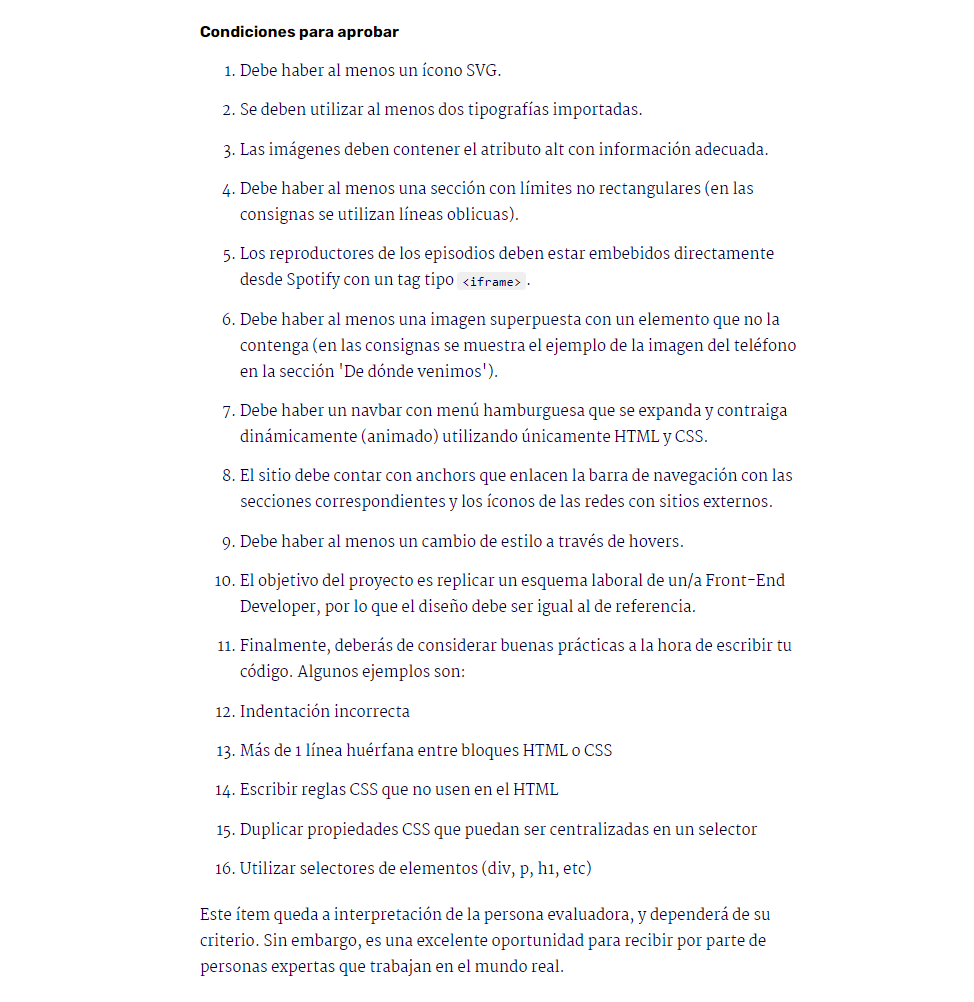 Condiciones para aprobar
1. Debe haber al menos un ícono SVG.
2. Se deben utilizar al menos dos tipografías importadas.
3. Las imágenes deben contener el atributo alt con información adecuada.
4. Debe haber al menos una sección con límites no rectangulares (en las
consignas se utilizan líneas oblicuas).
5. Los reproductores de los episodios deben estar embebidos directamente
desde Spotify con un tag tipo <iframe> .
6. Debe haber al menos una imagen superpuesta con un elemento que no la
contenga (en las consignas se muestra el ejemplo de la imagen del teléfono
en la sección 'De dónde venimos').
7. Debe haber un navbar con menú hamburguesa que se expanda y contraiga
dinámicamente (animado) utilizando únicamente HTML y CSS.
8. El sitio debe contar con anchors que enlacen la barra de navegación con las
secciones correspondientes y los íconos de las redes con sitios externos.
9. Debe haber al menos un cambio de estilo a través de hovers.
10. El objetivo del proyecto es replicar un esquema laboral de un/a Front-End
Developer, por lo que el diseño debe ser igual al de referencia.
11. Finalmente, deberás de considerar buenas prácticas a la hora de escribir tu
código. Algunos ejemplos son:
12. Indentación incorrecta
13. Más de 1 línea huérfana entre bloques HTML o CSS
14. Escribir reglas CSS que no usen en el HTML
15. Duplicar propiedades CSS que puedan ser centralizadas en un selector
16. Utilizar selectores de elementos (div, p, h1, etc)
Este ítem queda a interpretación de la persona evaluadora, y dependerá de su
criterio. Sin embargo, es una excelente oportunidad para recibir por parte de
personas expertas que trabajan en el mundo real.